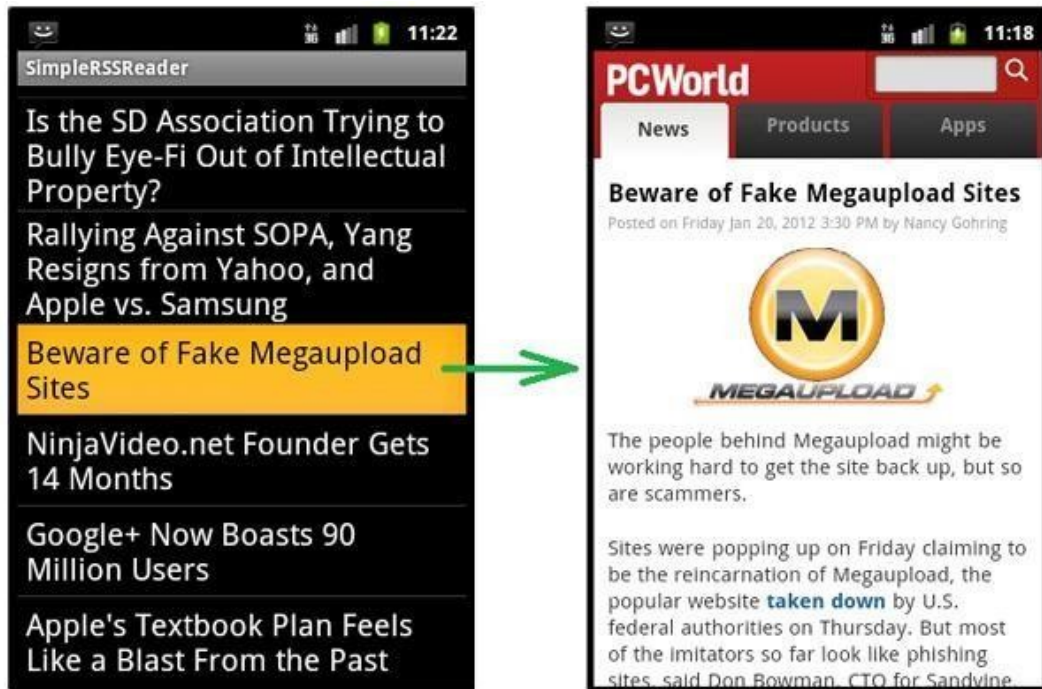 11:22
SimpleRSSReader
Is the SD Association Trying to
Bully Eye-Fi Out of Intellectual
Property?
Rallying Against SOPA, Yang
Resigns from Yahoo, and
Apple vs. Samsung
Beware of Fake Megaupload
Sites
NinjaVideo.net Founder Gets
14 Months
Google+ Now Boasts 90
Million Users
Apple's Textbook Plan Feels
Like a Blast From the Past
3G 11:18
PCWorld
News Products Apps
Beware of Fake Megaupload Sites
Posted on Friday Jan 20, 2012 3:30 PM by Nancy Gohring
M
MEGAUPLOAD
The people behind Megaupload might be
working hard to get the site back up, but so
are scammers.
Sites were popping up on Friday claiming to
be the reincarnation of Megaupload, the
popular website taken down by U.S.
federal authorities on Thursday. But most
of the imitators so far look like phishing
sites, said Don Bowman, CTO for Sandvine,